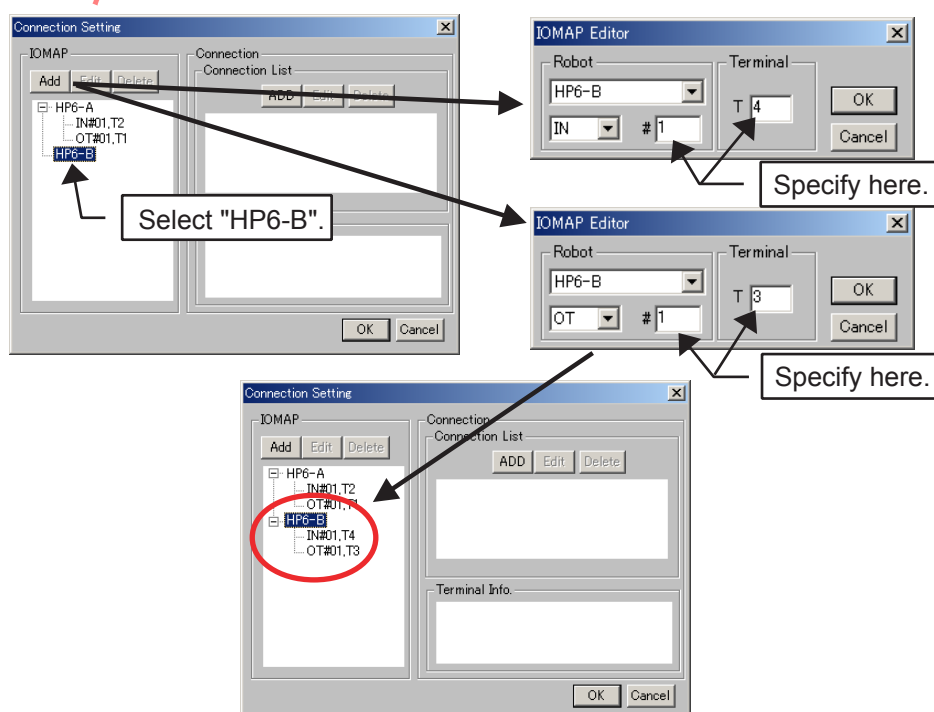 Connection Setting
IOMAP
Add Edit Delete
HP6-A
IN#01,T2
OT#01,T1
HP6-B
Connection
Connection List
ADD Edit Delete
OK Cancel
Select "HP6-B".
IOMAP Editor
Robot
HP6-B
IN # 1
Terminal
T 4
OK
Cancel
Specify here.
IOMAP Editor
Robot
HP6-B
OT # 1
Terminal
T 3
OK
Cancel
Specify here.
Connection Setting
IOMAP
Add Edit Delete
HP6-A
IN#01,T2
OT#01,T1
HP6-B
IN#01,T4
OT#01,T3
Connection
Connection List
ADD Edit Delete
Terminal Info.
OK Cancel